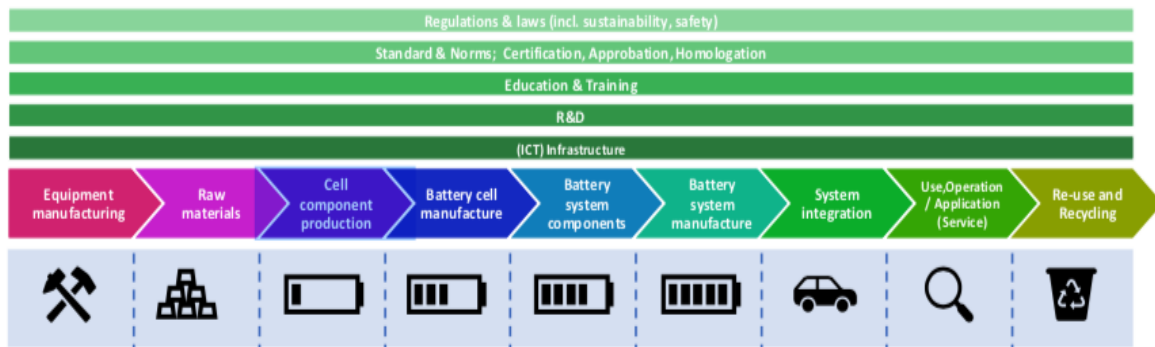 Regulations & laws (incl. sustainability, safety)
Standard & Norms; Certification, Approbation, Homologation
Education & Training
R&D
(ICT) Infrastructure
Equipment
manufacturing
Raw
materials
Cell
component
production
Battery cell
manufacture
Battery
system
components
Battery
system
manufacture
System
integration
Use,Operation
/ Application
(Service)
Re-use and
Recycling